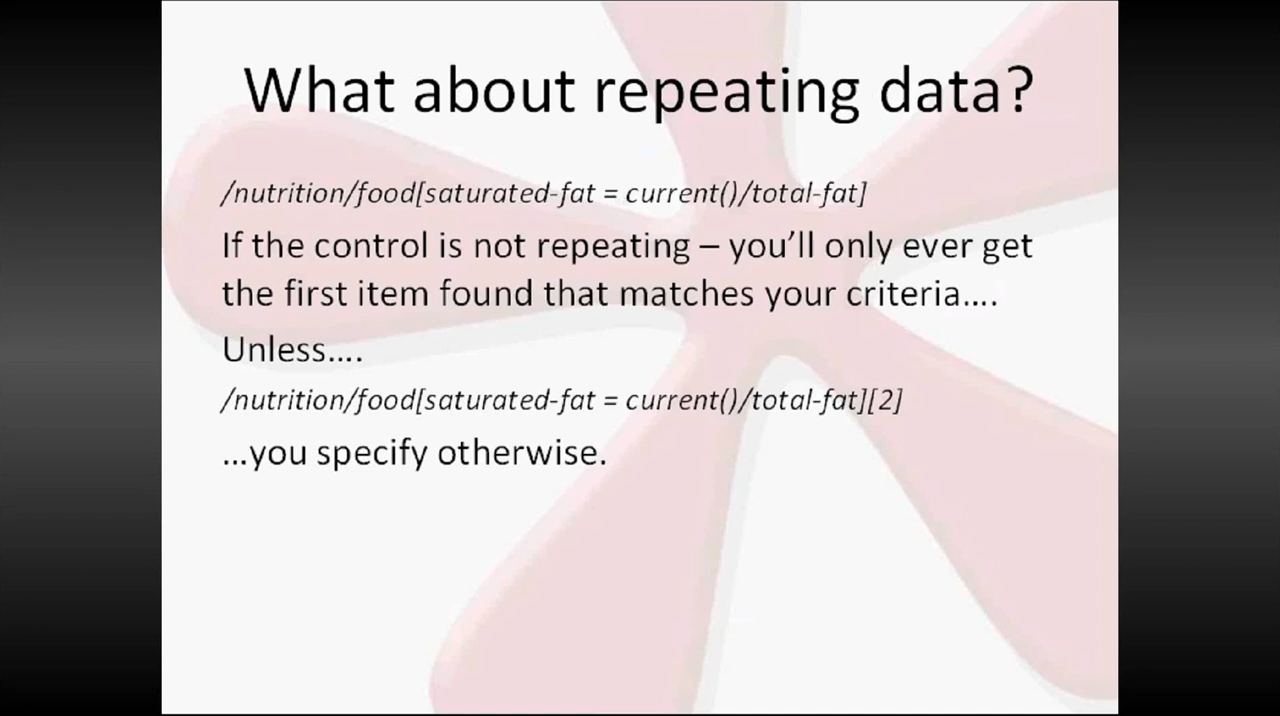 What about repeating data?
/nutrition/food[saturated-fat = current()/total-fat]
If the control is not repeating – you’ll only ever get
the first item found that matches your criteria….
Unless….
/nutrition/food[saturated-fat = current()/total-fat][2]
…you specify otherwise.